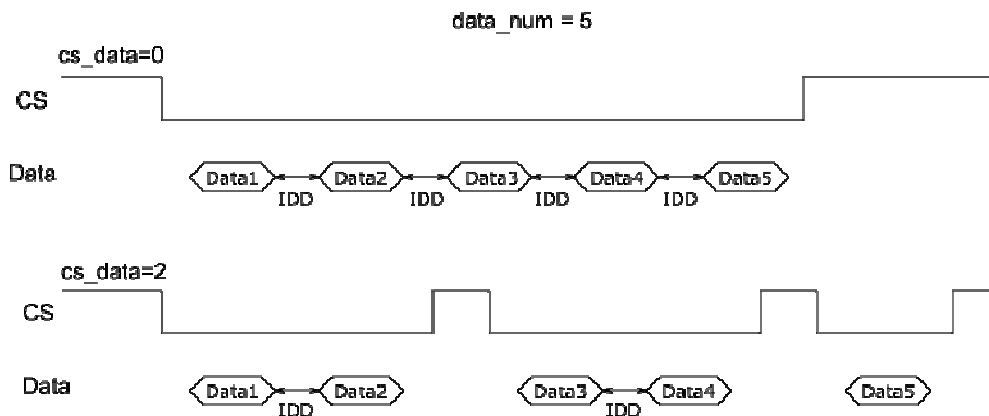 data_num = 5
cs_data=0
CS
Data
Data1 Data2 Data3 Data4 Data5
IDD IDD IDD IDD
cs_data=2
CS
Data
Data1 Data2 Data3 Data4 Data5
IDD IDD